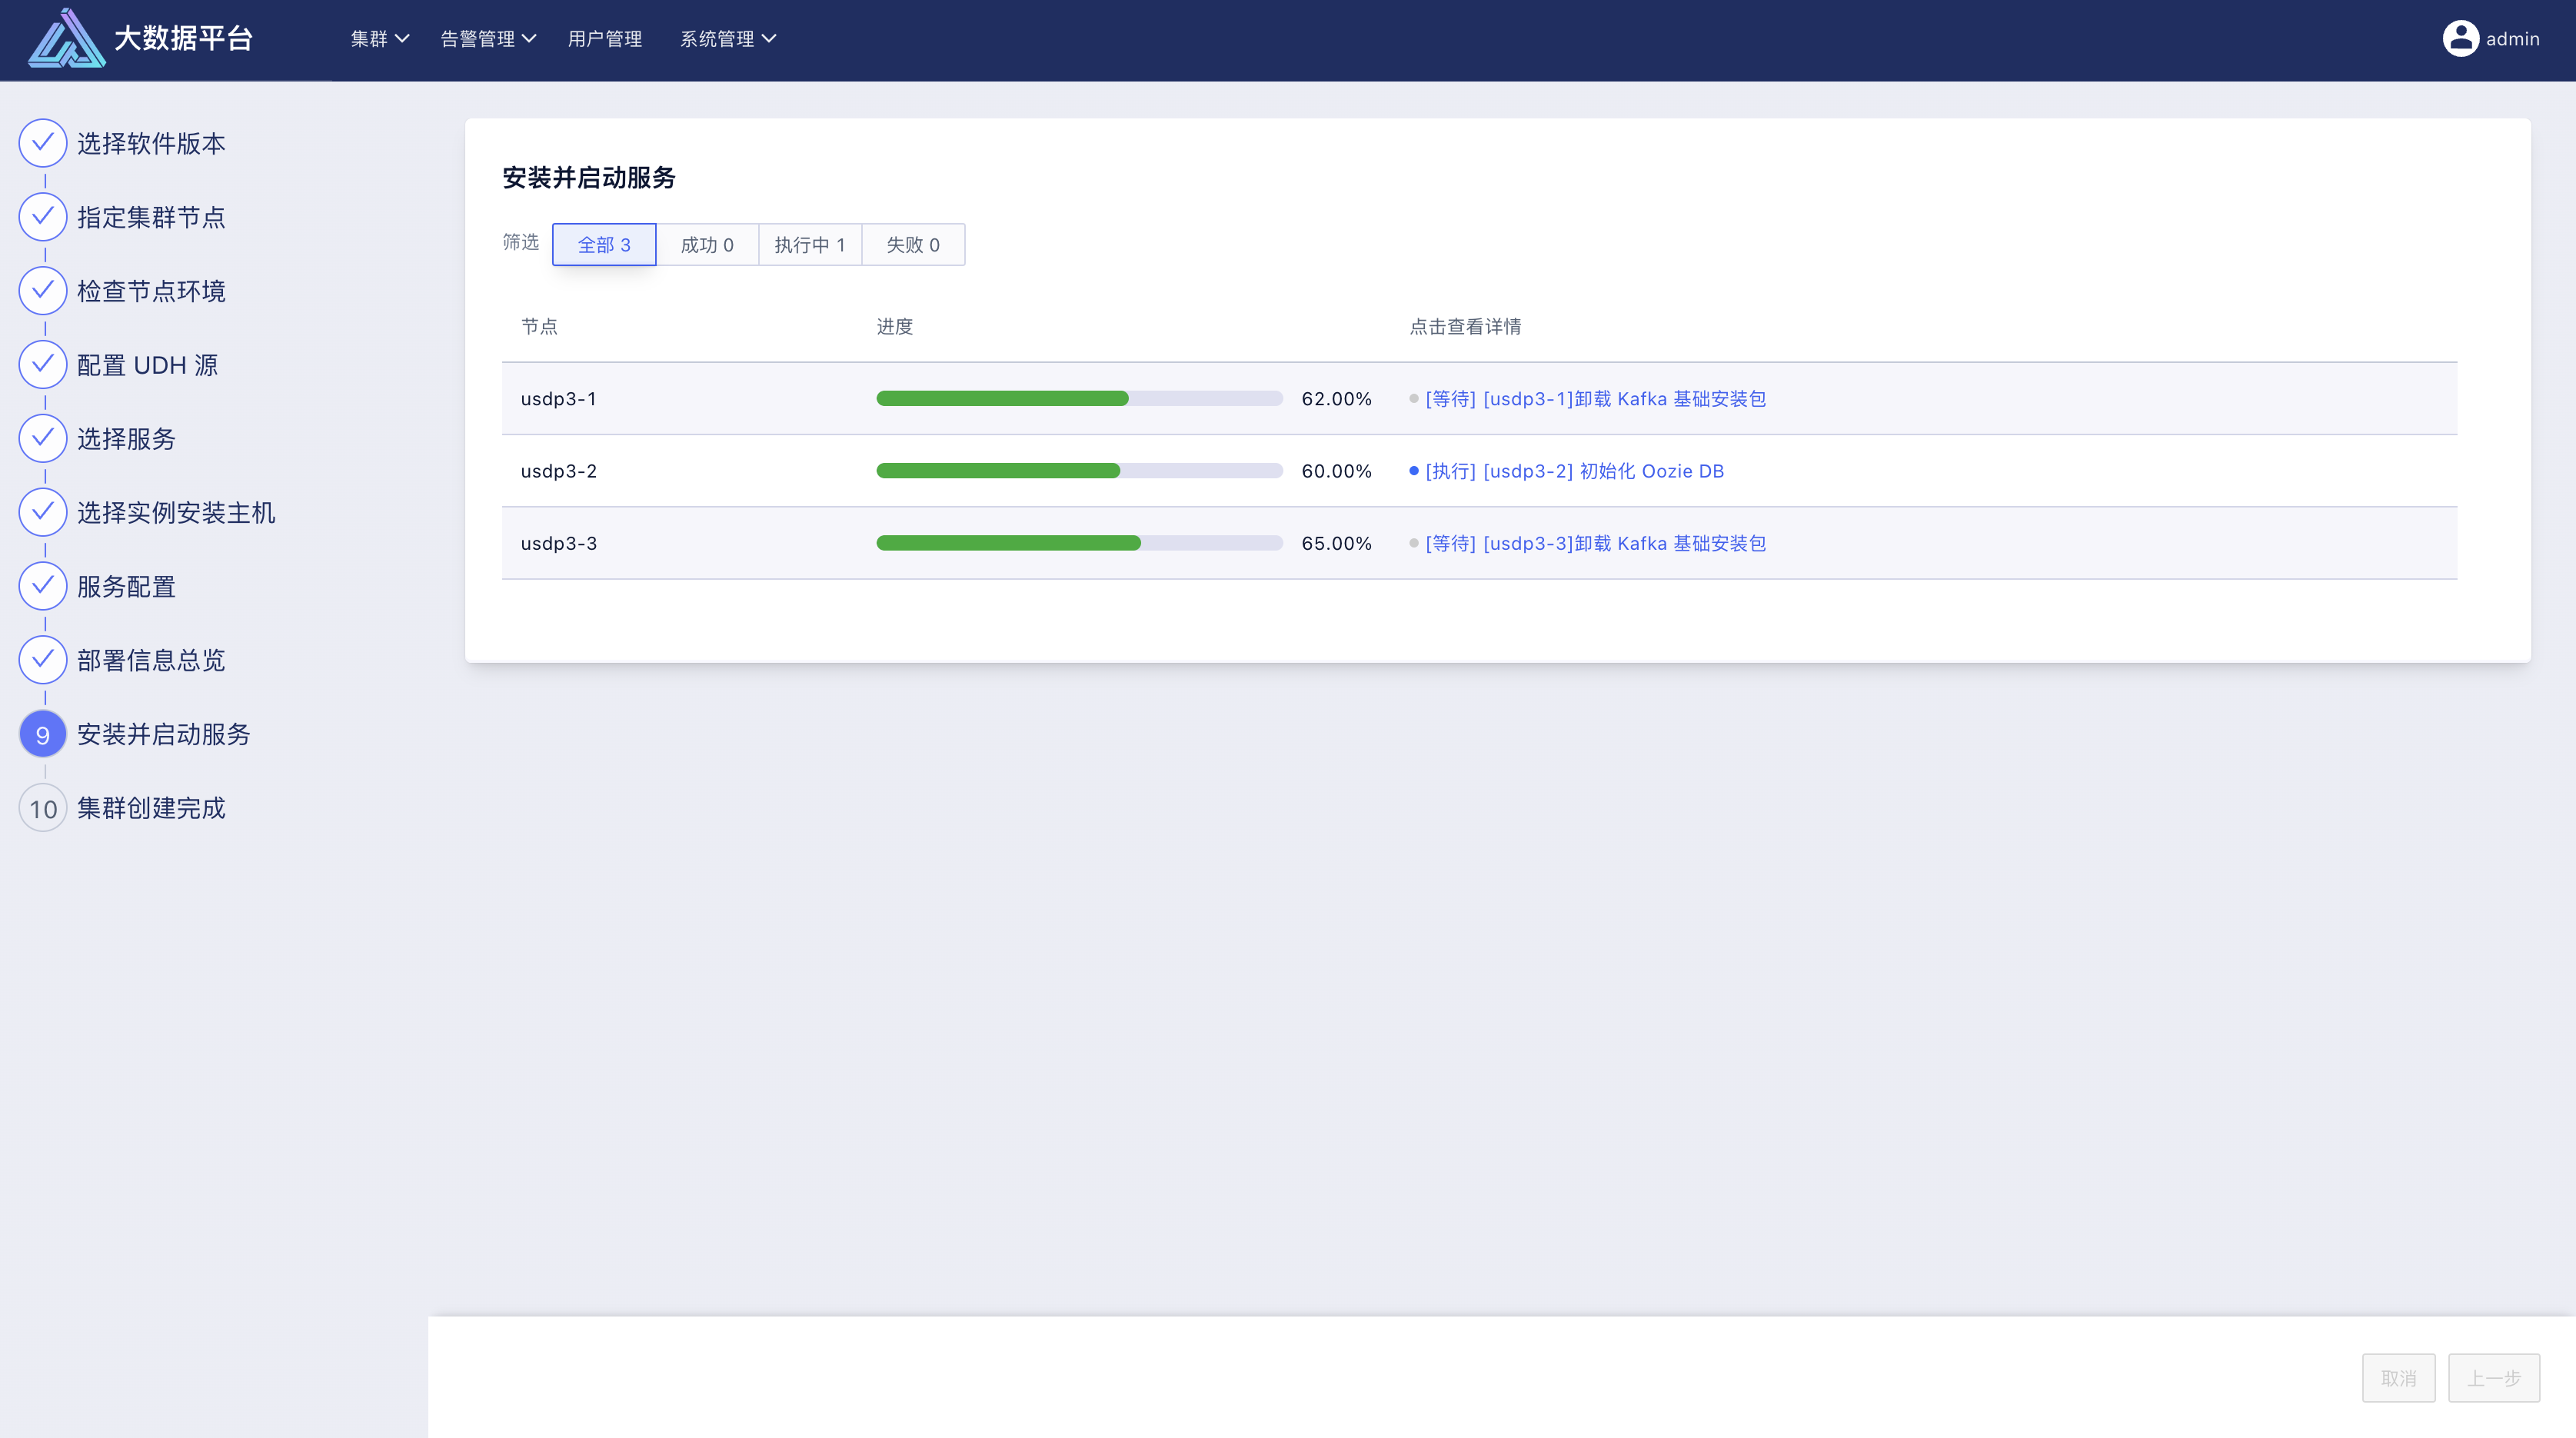 大数据平台
集群 告警管理 用户管理 系统管理 admin
选择软件版本
指定集群节点
检查节点环境
配置 UDH 源
选择服务
选择实例安装主机
服务配置
部署信息总览
9 安装并启动服务
10 集群创建完成
安装并启动服务
筛选 全部 3 成功 0 执行中 1 失败 0
节点 进度 点击查看详情
usdp3-1 62.00% [等待] [usdp3-1]卸载 Kafka 基础安装包
usdp3-2 60.00% [执行] [usdp3-2] 初始化 Oozie DB
usdp3-3 65.00% [等待] [usdp3-3]卸载 Kafka 基础安装包
取消 上一步